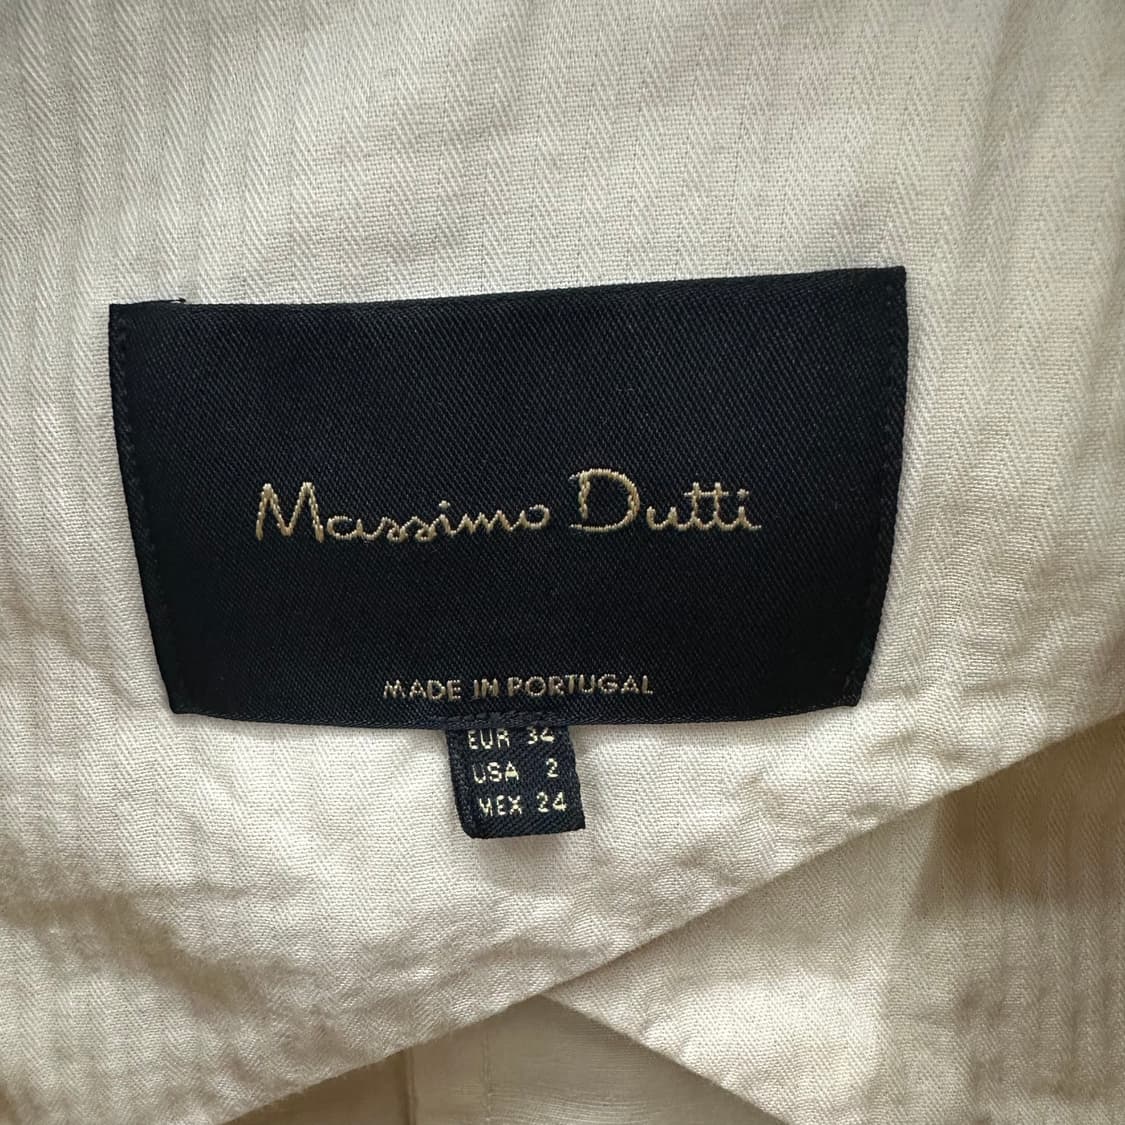 Massimo Dutti
MADE IN PORTUGAL
EUR 34
USA 2
MEX 24